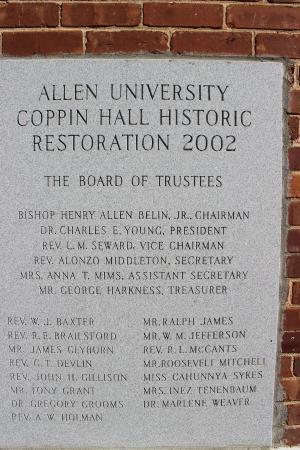 ALLEN UNIVERSITY
COPPIN HALL HISTORIC
RESTORATION 2002
THE BOARD OF TRUSTEES
BISHOP HENRY ALLEN BELIN, JR., CHAIRMAN
DR. CHARLES E. YOUNG, PRESIDENT
REV. L. M. SEWARD, VICE CHAIRMAN
REV. ALONZO MIDDLETON, SECRETARY
MRS. ANNA T. MIMS, ASSISTANT SECRETARY
MR. GEORGE HARKNESS, TREASURER
REV. W. J. BAXTER
REV. R. E. BRAILSFORD
MR. JAMES CLYBURN
REV. G. T. DEVLIN
REV. JOHN H. GILLISON
MR. TONY GRANT
DR. GREGORY GROOMS
REV. A. W. HOLMAN
MR. RALPH JAMES
MR. W. M. JEFFERSON
REV. R. L. McCANTS
MR. ROOSEVELT MITCHELL
MISS CAHUNNYA SYKES
MRS. INEZ TENENBAUM
DR. MARLENE WEAVER